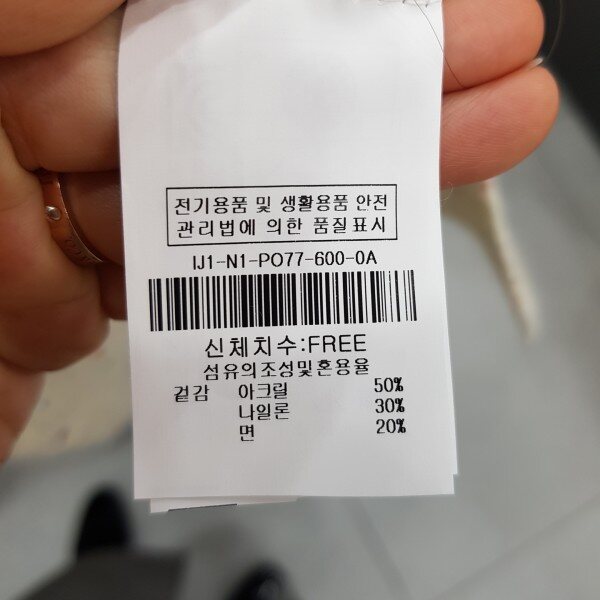 전기용품 및 생활용품 안전
관리법에 의한 품질표시
IJ1-N1-PO77-600-0A
신체치수:FREE
섬유의조성및혼용율
겉감 아크릴 50%
나일론 30%
면 20%